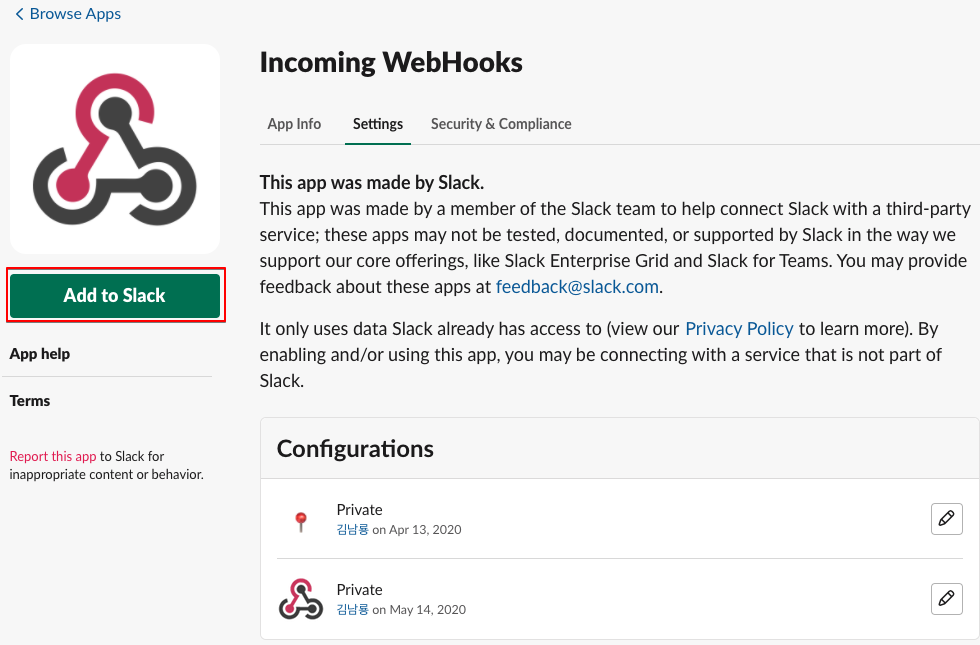 Browse Apps
Incoming WebHooks
App Info Settings Security & Compliance
This app was made by Slack.
This app was made by a member of the Slack team to help connect Slack with a third-party
service; these apps may not be tested, documented, or supported by Slack in the way we
support our core offerings, like Slack Enterprise Grid and Slack for Teams. You may provide
feedback about these apps at feedback@slack.com.
It only uses data Slack already has access to (view our Privacy Policy to learn more). By
enabling and/or using this app, you may be connecting with a service that is not part of
Slack.
Add to Slack
App help
Terms
Report this app to Slack for
inappropriate content or behavior.
Configurations
Private
김남룡 on Apr 13, 2020
Private
김남룡 on May 14, 2020